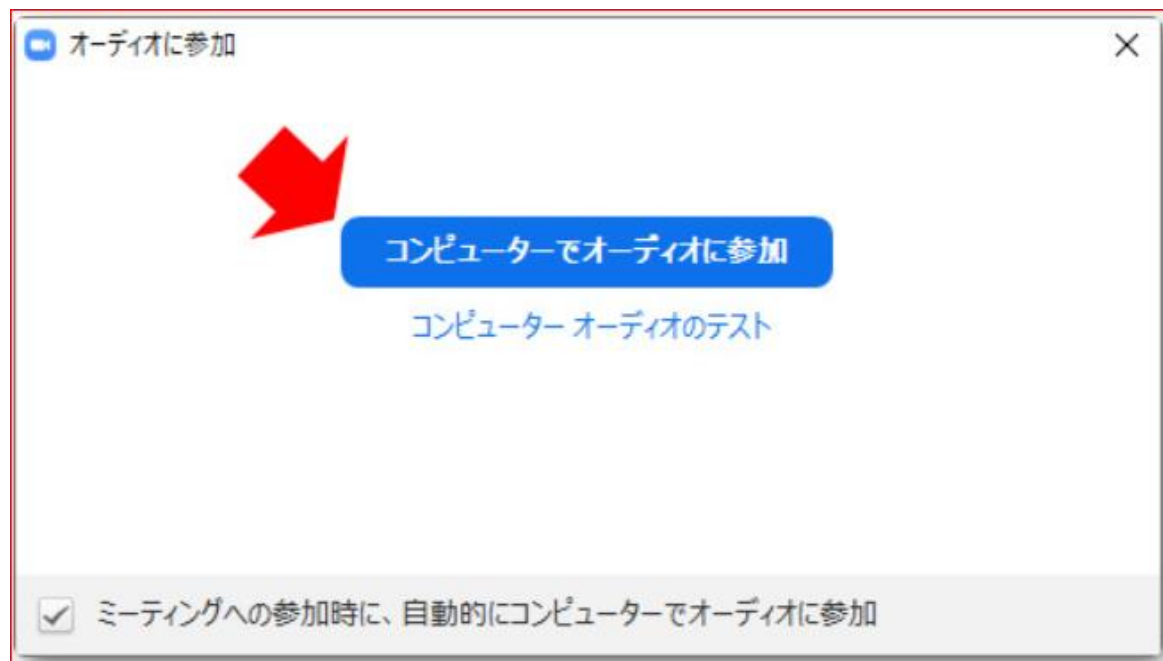 オーディオに参加
コンピューターでオーディオに参加
コンピューター オーディオのテスト
ミーティングへの参加時に、自動的にコンピューターでオーディオに参加